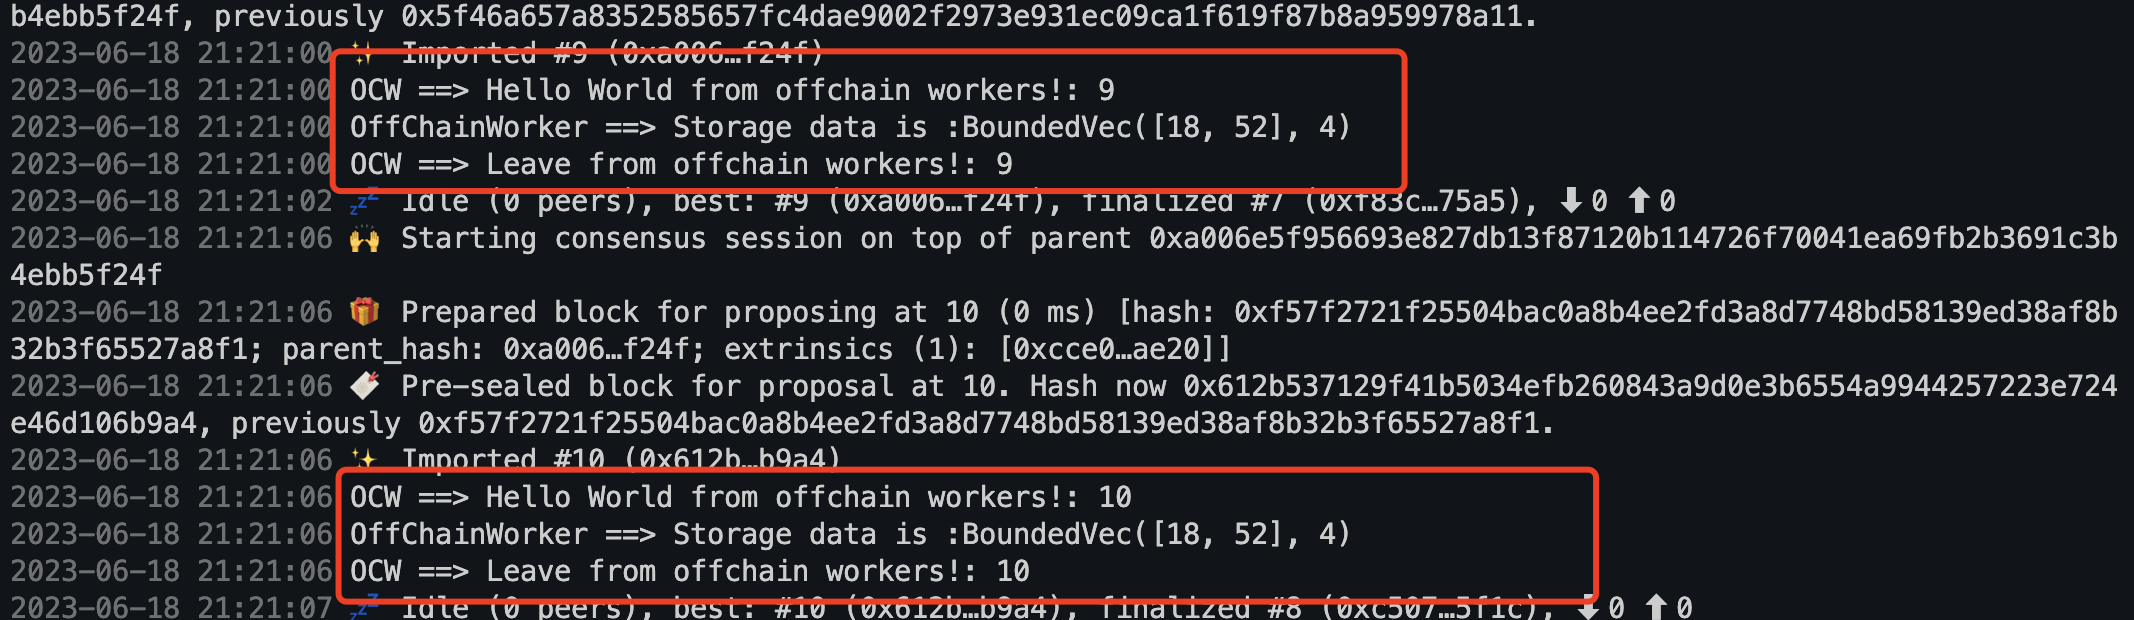 b4ebb5f24f, previously 0x5f46a657a8352585657fc4dae9002f2973e931ec09ca1f619f87b8a959978a11.
2023-06-18 21:21:00 ✨ Imported #9 (0xa006…f24f)
2023-06-18 21:21:00 OCW ==> Hello World from offchain workers!: 9
2023-06-18 21:21:00 OffChainWorker ==> Storage data is :BoundedVec([18, 52], 4)
2023-06-18 21:21:00 OCW ==> Leave from offchain workers!: 9
2023-06-18 21:21:02 💤 Idle (0 peers), best: #9 (0xa006…f24f), finalized #7 (0xf83c…75a5), ⬇ 0 ⬆ 0
2023-06-18 21:21:06 🙌 Starting consensus session on top of parent 0xa006e5f956693e827db13f87120b114726f70041ea69fb2b3691c3b
4ebb5f24f
2023-06-18 21:21:06 🎁 Prepared block for proposing at 10 (0 ms) [hash: 0xf57f2721f25504bac0a8b4ee2fd3a8d7748bd58139ed38af8b
32b3f65527a8f1; parent_hash: 0xa006…f24f; extrinsics (1): [0xcce0…ae20]]
2023-06-18 21:21:06 🔖 Pre-sealed block for proposal at 10. Hash now 0x612b537129f41b5034efb260843a9d0e3b6554a9944257223e724
e46d106b9a4, previously 0xf57f2721f25504bac0a8b4ee2fd3a8d7748bd58139ed38af8b32b3f65527a8f1.
2023-06-18 21:21:06 ✨ Imported #10 (0x612b…b9a4)
2023-06-18 21:21:06 OCW ==> Hello World from offchain workers!: 10
2023-06-18 21:21:06 OffChainWorker ==> Storage data is :BoundedVec([18, 52], 4)
2023-06-18 21:21:06 OCW ==> Leave from offchain workers!: 10
2023-06-18 21:21:07 💤 Idle (0 peers), best: #10 (0x612b…b9a4), finalized #8 (0xc507…5f1c), ⬇ 0 ⬆ 0